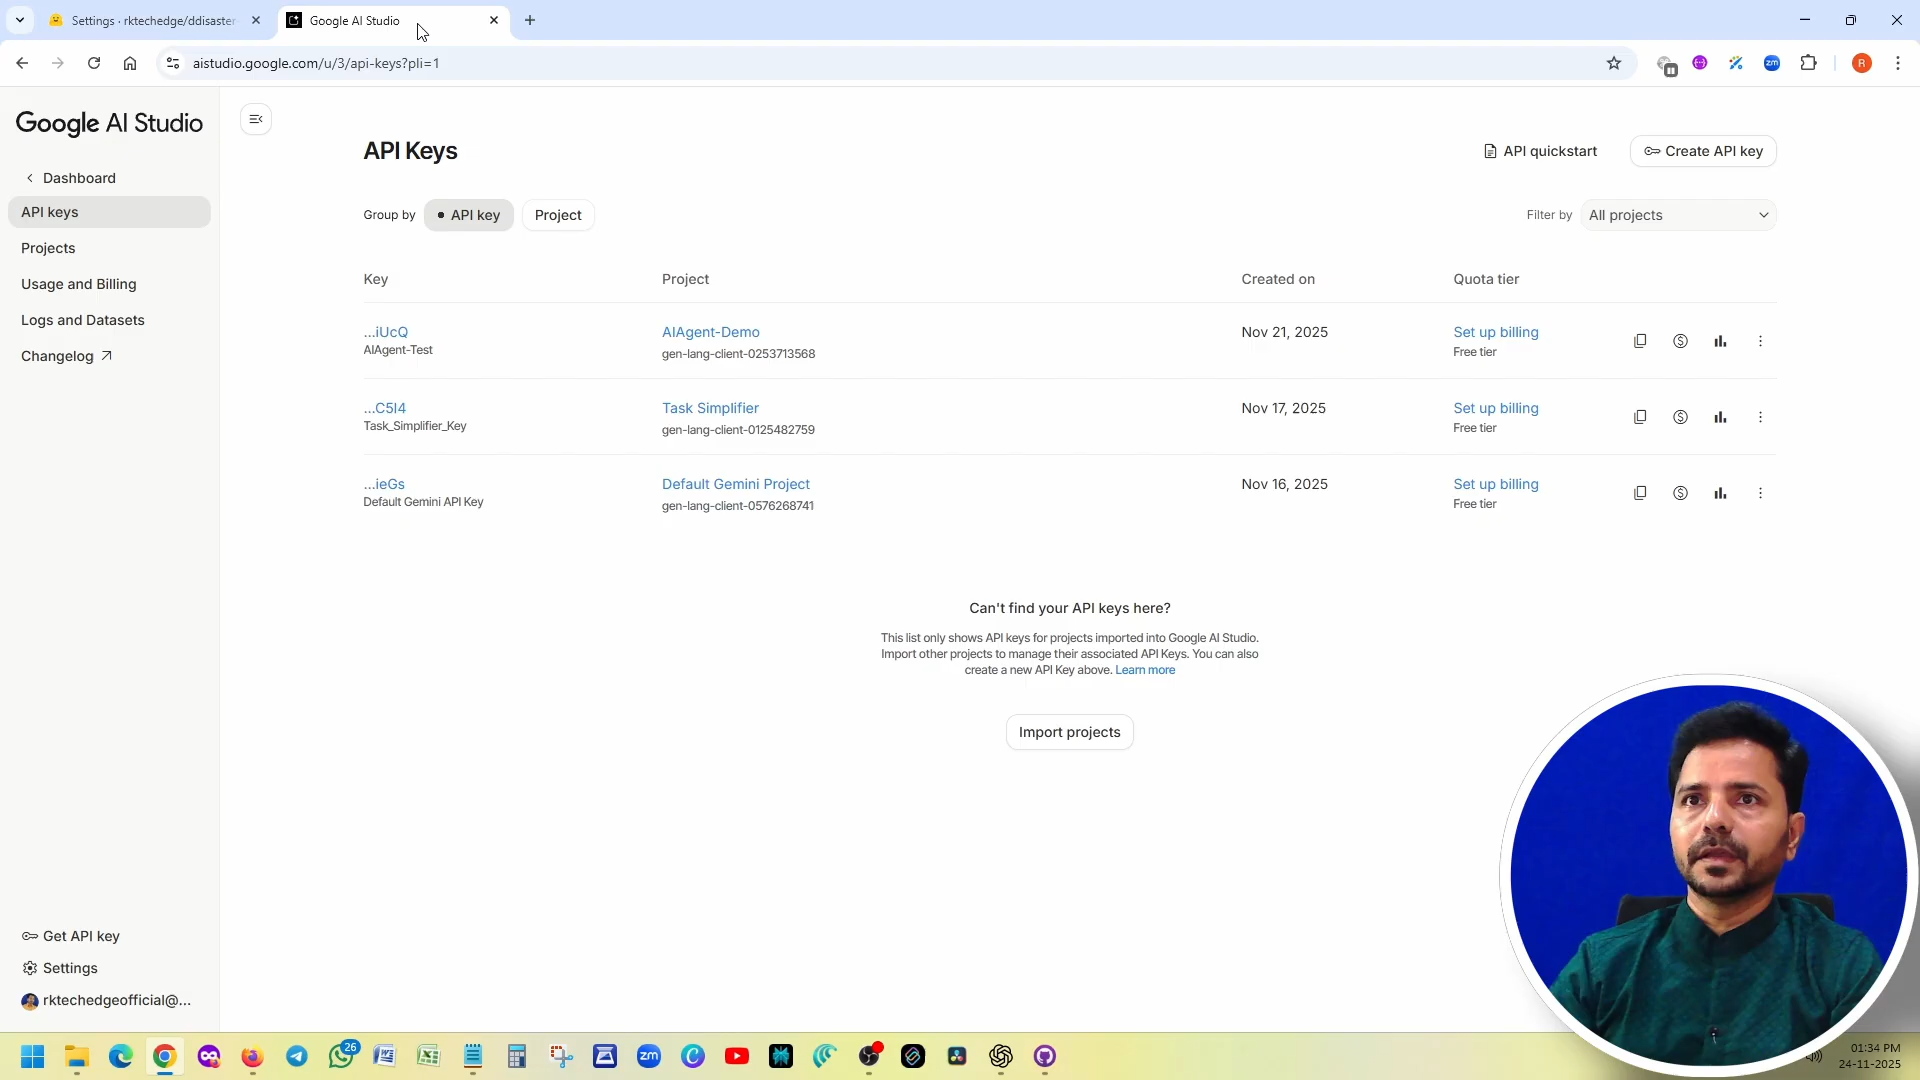 Settings · rktechedge/ddisaster
Google AI Studio
aistudio.google.com/u/3/api-keys?pli=1
R
Google AI Studio
Dashboard
API keys
Projects
Usage and Billing
Logs and Datasets
Changelog
API Keys
API quickstart
Create API key
Group by
API key
Project
Filter by
All projects
Key
Project
Created on
Quota tier
...iUcQ
AIAgent-Test
AIAgent-Demo
gen-lang-client-0253713568
Nov 21, 2025
Set up billing
Free tier
...C5I4
Task_Simplifier_Key
Task Simplifier
gen-lang-client-0125482759
Nov 17, 2025
Set up billing
Free tier
...ieGs
Default Gemini API Key
Default Gemini Project
gen-lang-client-0576268741
Nov 16, 2025
Set up billing
Free tier
Can't find your API keys here?
This list only shows API keys for projects imported into Google AI Studio.
Import other projects to manage their associated API Keys. You can also
create a new API Key above. Learn more
Import projects
Get API key
Settings
rktechedgeofficial@...
26
zm
01:34 PM
24-11-2025